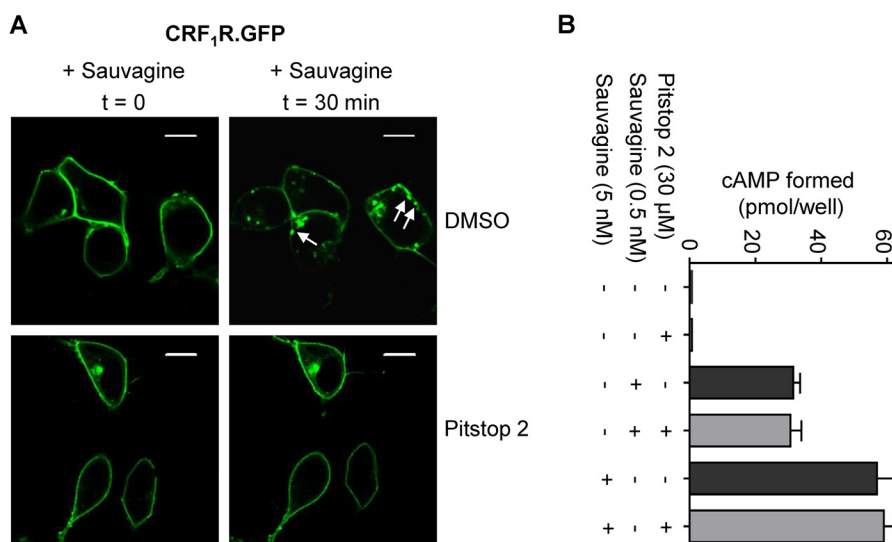 A
CRF₁R.GFP
+ Sauvagine
t = 0
+ Sauvagine
t = 30 min
DMSO
Pitstop 2
B
Pitstop 2 (30 µM)
Sauvagine (0.5 nM)
Sauvagine (5 nM)
cAMP formed
(pmol/well)
0
20
40
60
- - -
- - +
- + -
- + +
+ - -
+ - +